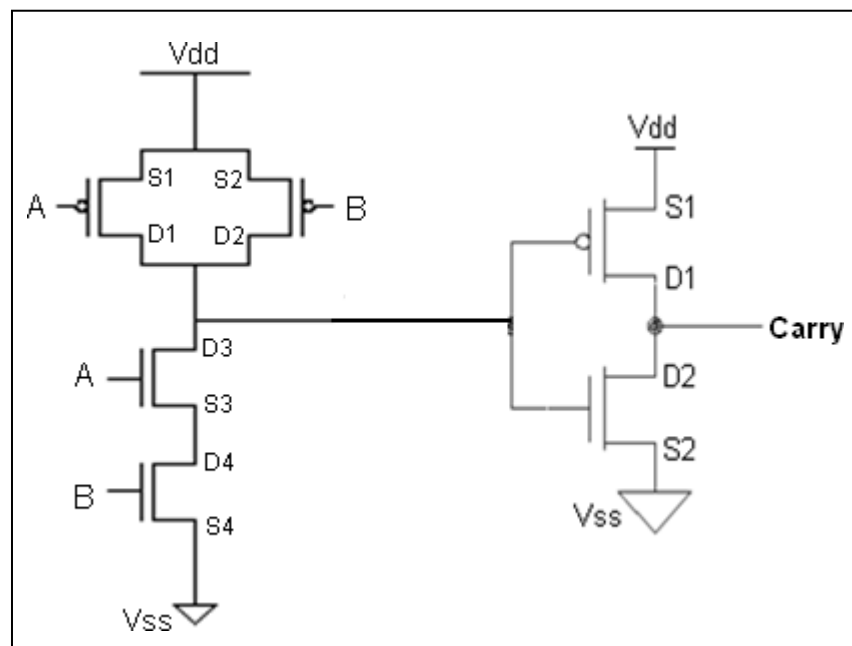 Vdd
Vdd
S1 S2
S1
A B
D1 D2
D1
Carry
D3
A
D2
S3
D4
S2
B
Vss
S4
Vss